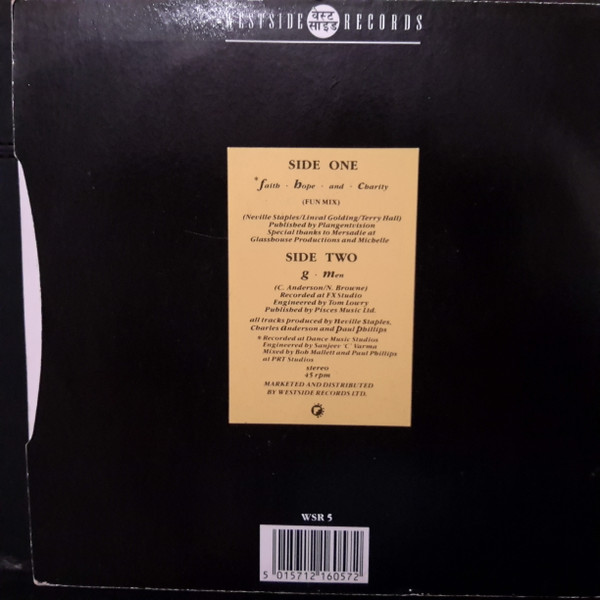 WESTSIDE वेस्ट साइड RECORDS
SIDE ONE
*faith · hope · and · Charity
(FUN MIX)
(Neville Staples/Linval Golding/Terry Hall)
Published by Plangentvision
Special thanks to Mersadie at
Glasshouse Productions and Michelle
SIDE TWO
g · men
(C. Anderson/N. Browne)
Recorded at FX Studio
Engineered by Tom Lowry
Published by Pisces Music Ltd.
all tracks produced by Neville Staples,
Charles Anderson and Paul Phillips
* Recorded at Dance Music Studios
Engineered by Sanjeev 'C' Varma
Mixed by Bob Mallett and Paul Phillips
at PRT Studios
stereo
45 rpm
MARKETED AND DISTRIBUTED
BY WESTSIDE RECORDS LTD.
WSR 5
5 015712 160572